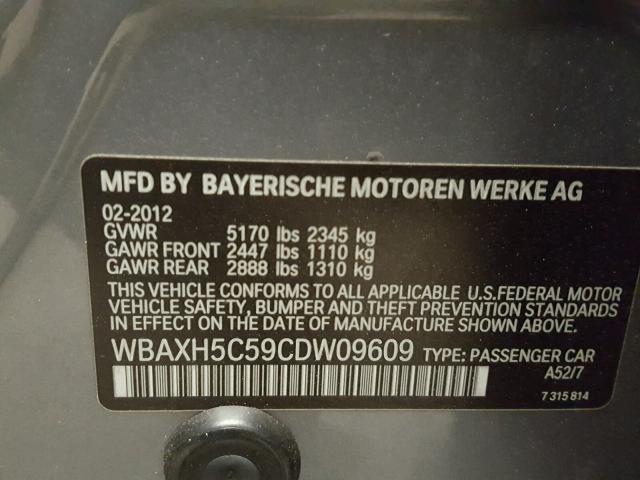 MFD BY BAYERISCHE MOTOREN WERKE AG
02-2012
GVWR 5170 lbs 2345 kg
GAWR FRONT 2447 lbs 1110 kg
GAWR REAR 2888 lbs 1310 kg
THIS VEHICLE CONFORMS TO ALL APPLICABLE U.S.FEDERAL MOTOR
VEHICLE SAFETY, BUMPER AND THEFT PREVENTION STANDARDS
IN EFFECT ON THE DATE OF MANUFACTURE SHOWN ABOVE.
WBAXH5C59CDW09609 TYPE: PASSENGER CAR
A52/7
7 315 814